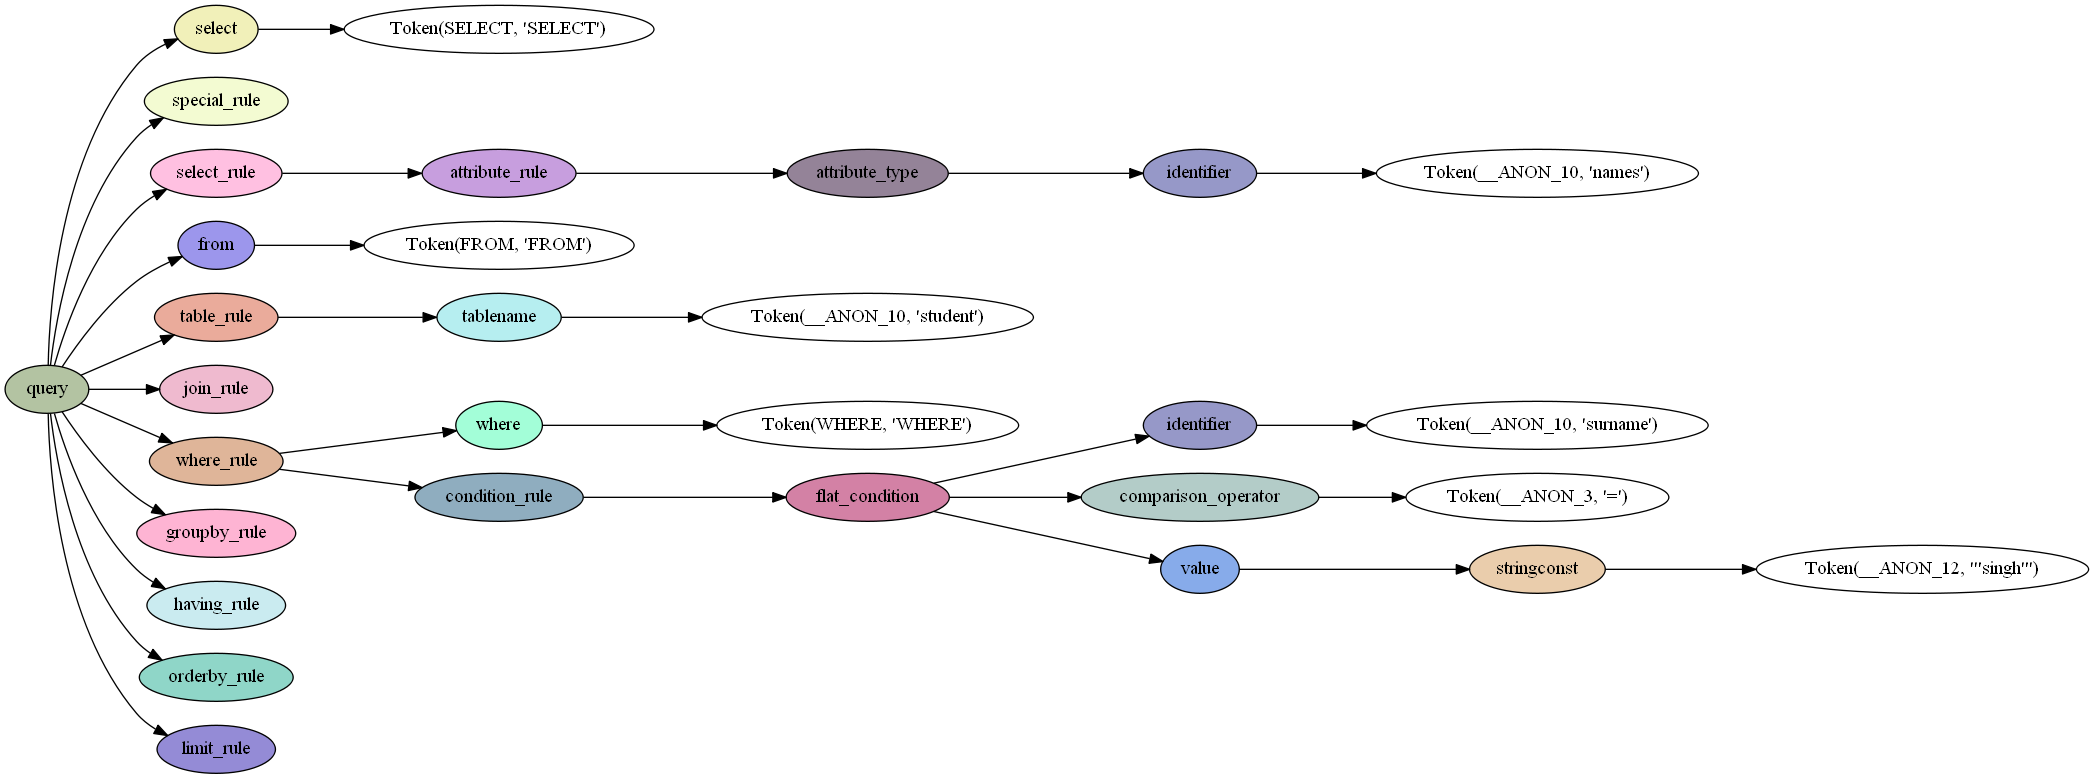 select
Token(SELECT, 'SELECT')
special_rule
select_rule
attribute_rule
attribute_type
identifier
Token(__ANON_10, 'names')
from
Token(FROM, 'FROM')
table_rule
tablename
Token(__ANON_10, 'student')
query
join_rule
where
Token(WHERE, 'WHERE')
identifier
Token(__ANON_10, 'surname')
where_rule
condition_rule
flat_condition
comparison_operator
Token(__ANON_3, '=')
groupby_rule
value
stringconst
Token(__ANON_12, '"singh"')
having_rule
orderby_rule
limit_rule